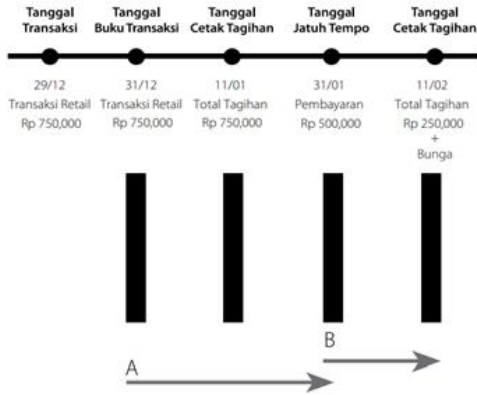 Tanggal Transaksi
Tanggal Buku Transaksi
Tanggal Cetak Tagihan
Tanggal Jatuh Tempo
Tanggal Cetak Tagihan
29/12
Transaksi Retail
Rp 750,000
31/12
Transaksi Retail
Rp 750,000
11/01
Total Tagihan
Rp 750,000
31/01
Pembayaran
Rp 500,000
11/02
Total Tagihan
Rp 250,000
+
Bunga
B
A